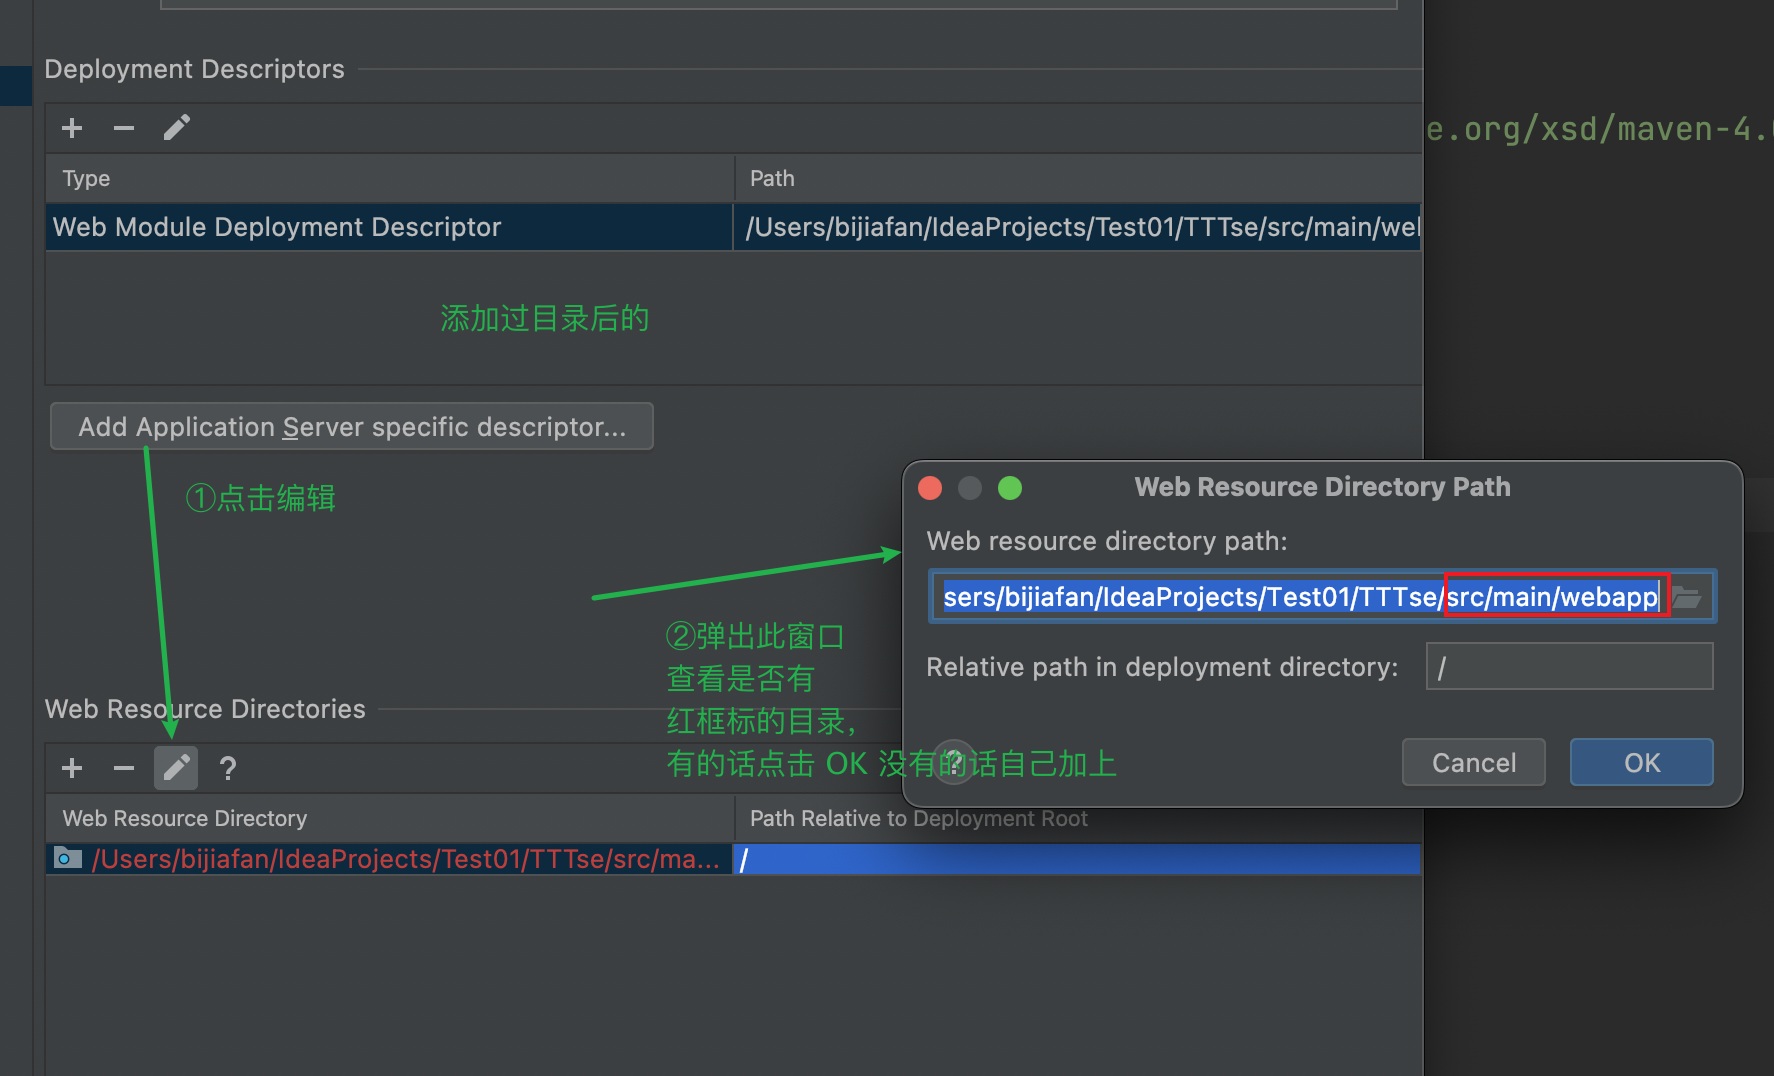 Deployment Descriptors
e.org/xsd/maven-4.
Type
Path
Web Module Deployment Descriptor
/Users/bijiafan/IdeaProjects/Test01/TTTse/src/main/wel
添加过目录后的
Add Application Server specific descriptor...
①点击编辑
Web Resource Directory Path
Web resource directory path:
sers/bijiafan/IdeaProjects/Test01/TTTse/src/main/webapp
Relative path in deployment directory:
/
②弹出此窗口
查看是否有
红框标的目录，
有的话点击 OK 没有的话自己加上
Cancel
OK
Web Resource Directories
?
Web Resource Directory
Path Relative to Deployment Root
/Users/bijiafan/IdeaProjects/Test01/TTTse/src/ma...
/